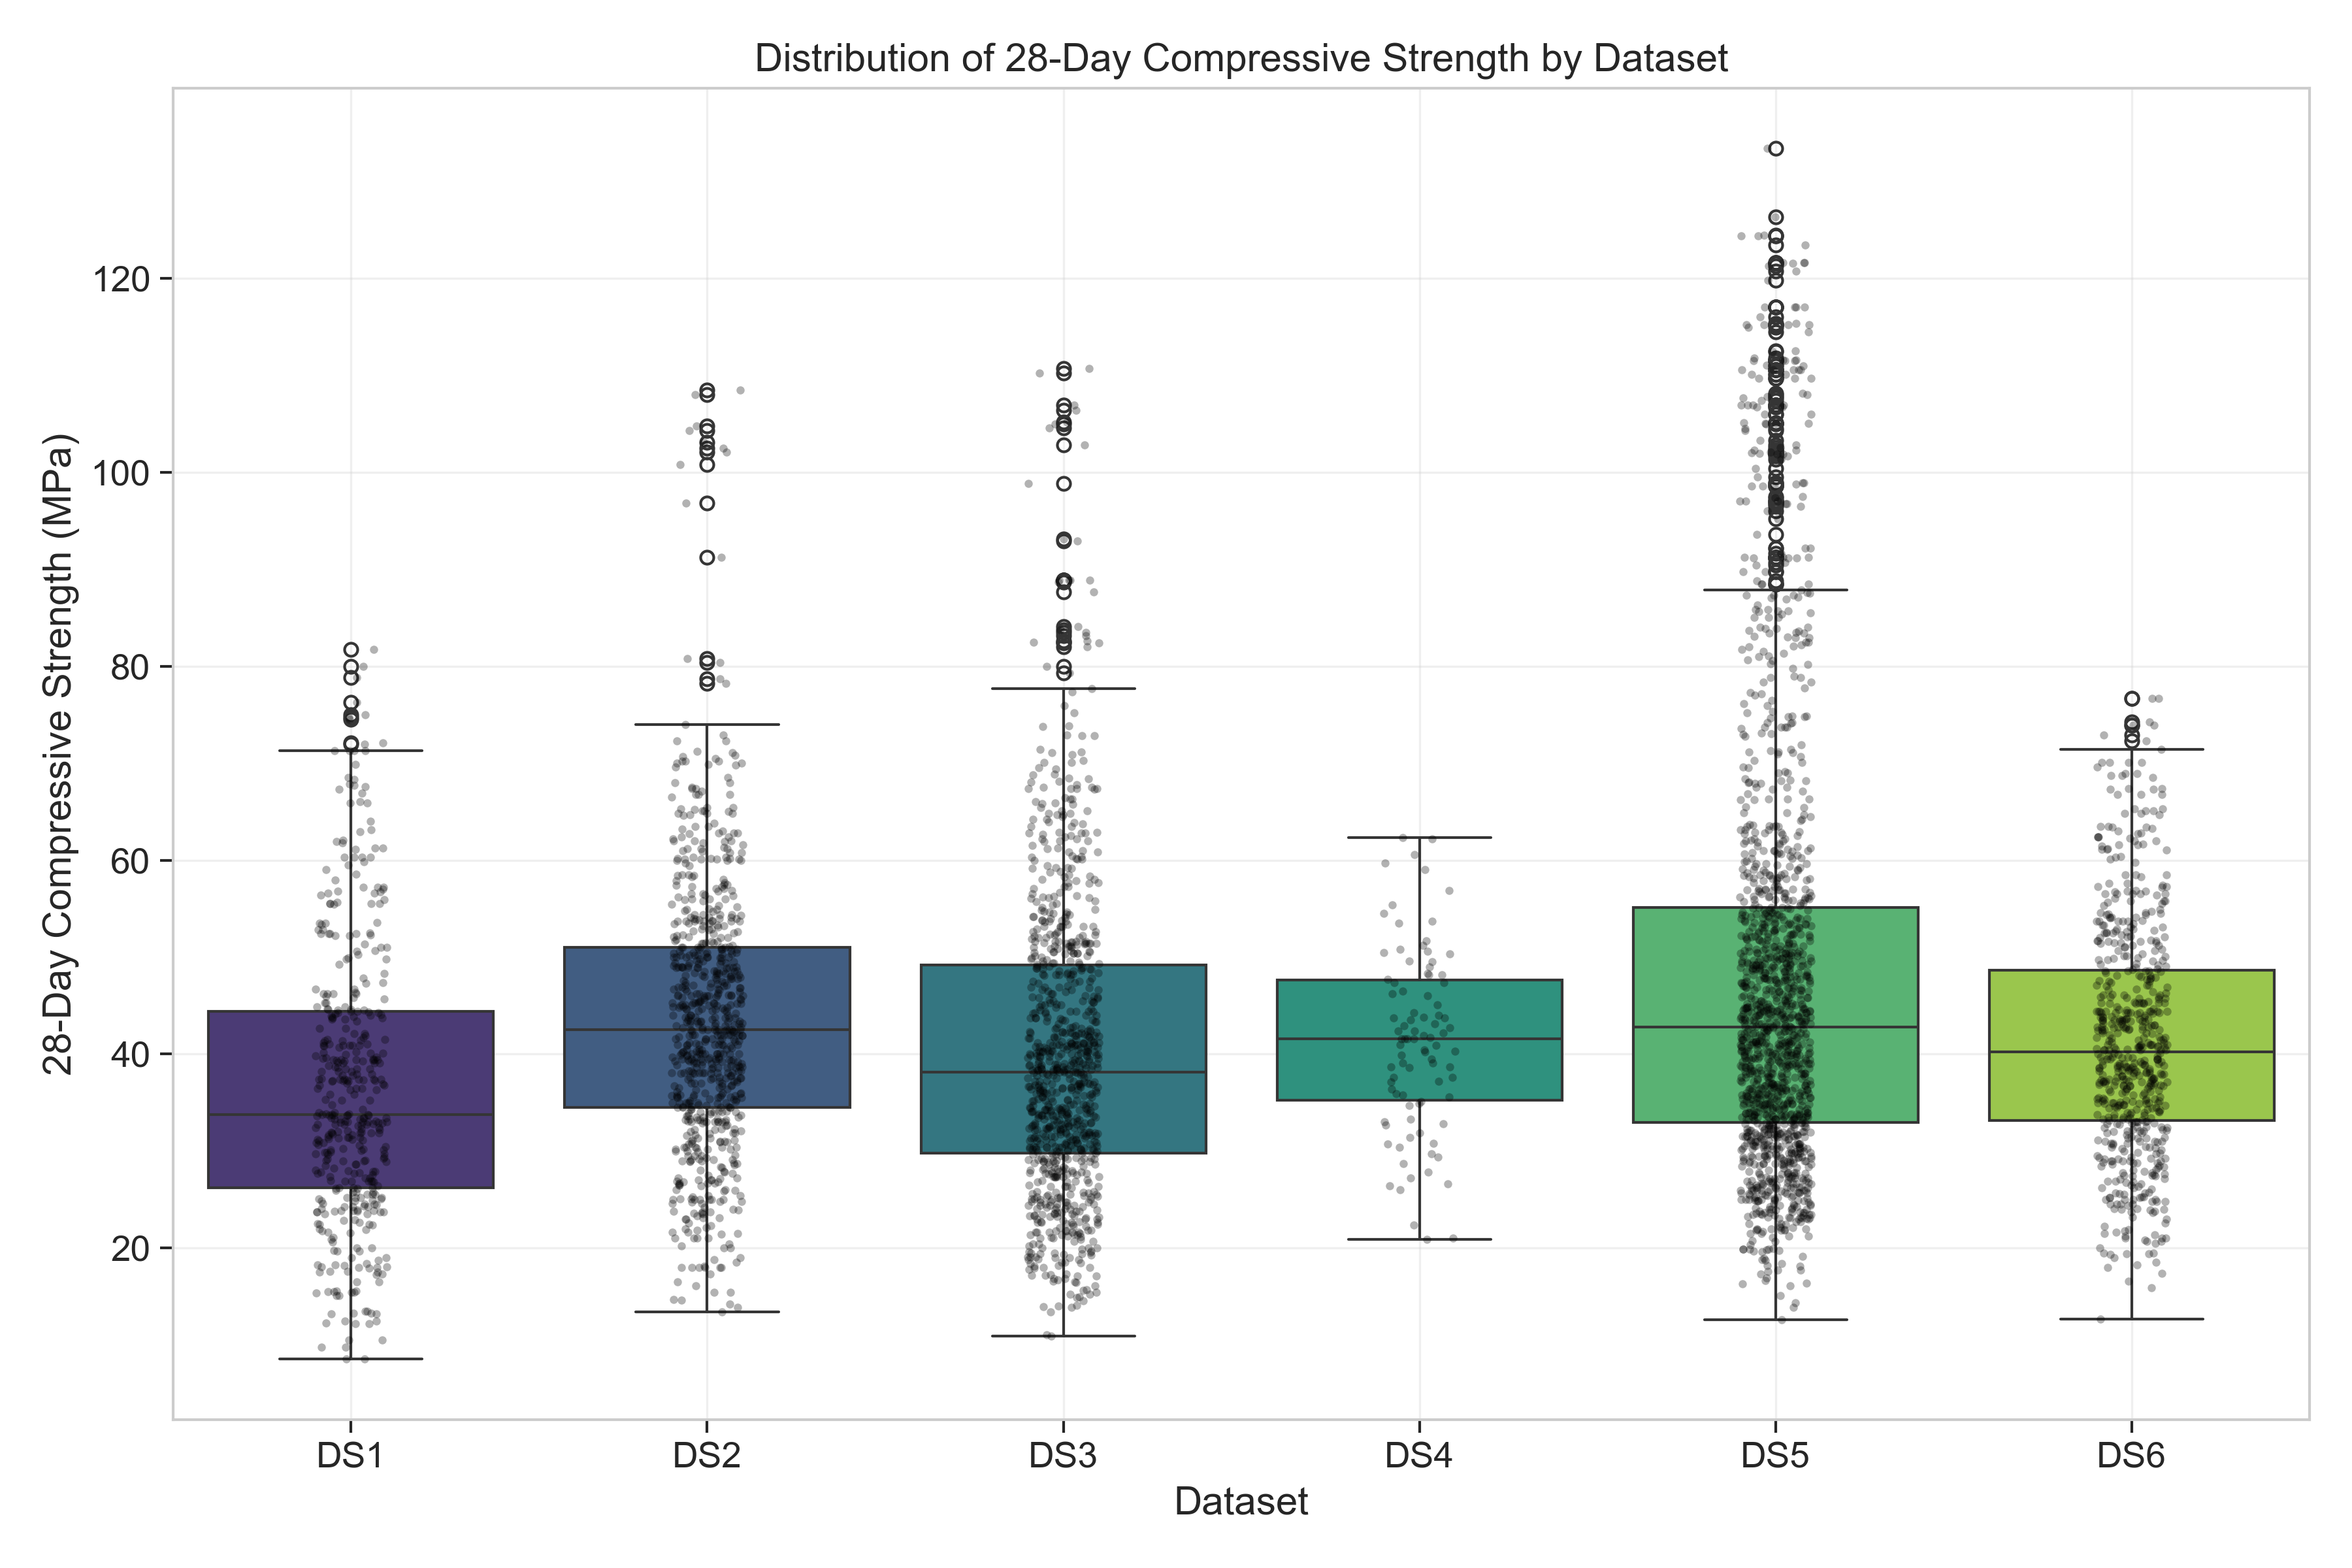 Distribution of 28-Day Compressive Strength by Dataset
28-Day Compressive Strength (MPa)
120
100
80
60
40
20
DS1 DS2 DS3 DS4 DS5 DS6
Dataset